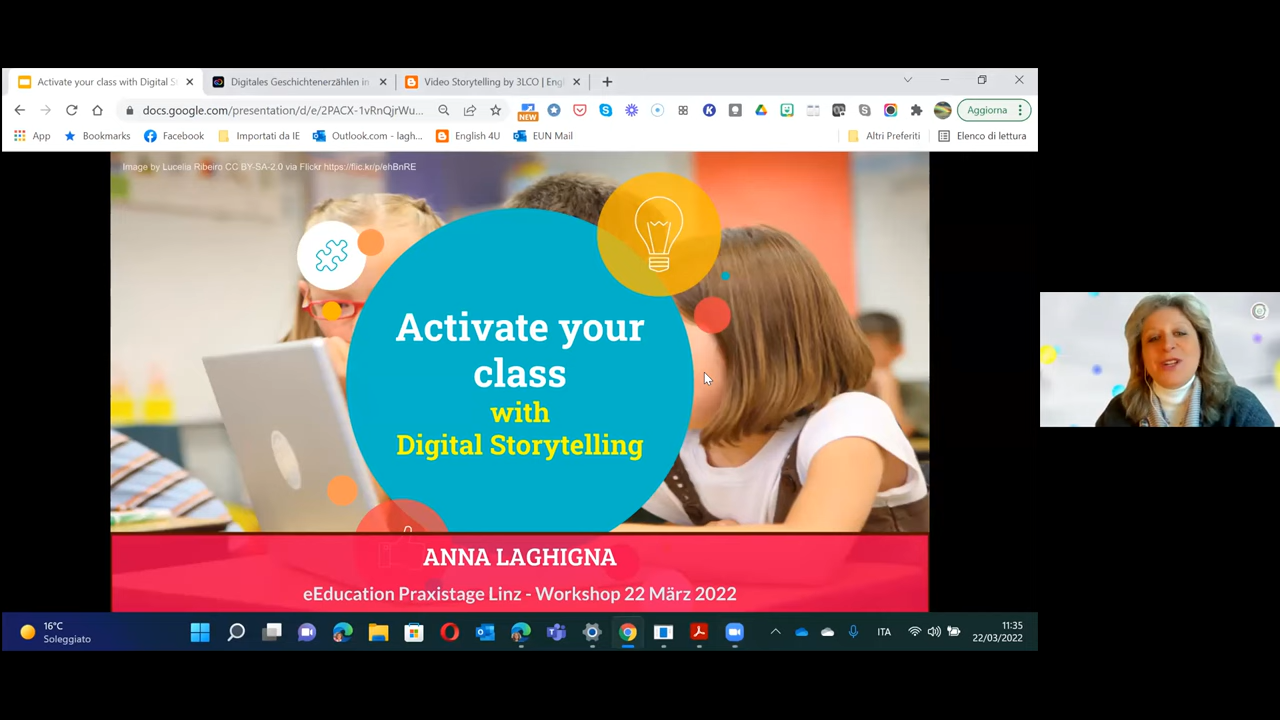 Activate your class with Digital S
Digitales Geschichtenerzählen in
Video Storytelling by 3LCO | Engl
docs.google.com/presentation/d/e/2PACX-1vRnQjrWu...
NEW
Aggiorna
App
Bookmarks
Facebook
Importati da IE
Outlook.com - lagh...
English 4U
EUN Mail
Altri Preferiti
Elenco di lettura
Image by Lucelia Ribeiro CC BY-SA-2.0 via Flickr https://flic.kr/p/ehBnRE
Activate your
class
with
Digital Storytelling
ANNA LAGHIGNA
eEducation Praxistage Linz - Workshop 22 März 2022
16°C
Soleggiato
ITA
11:35
22/03/2022